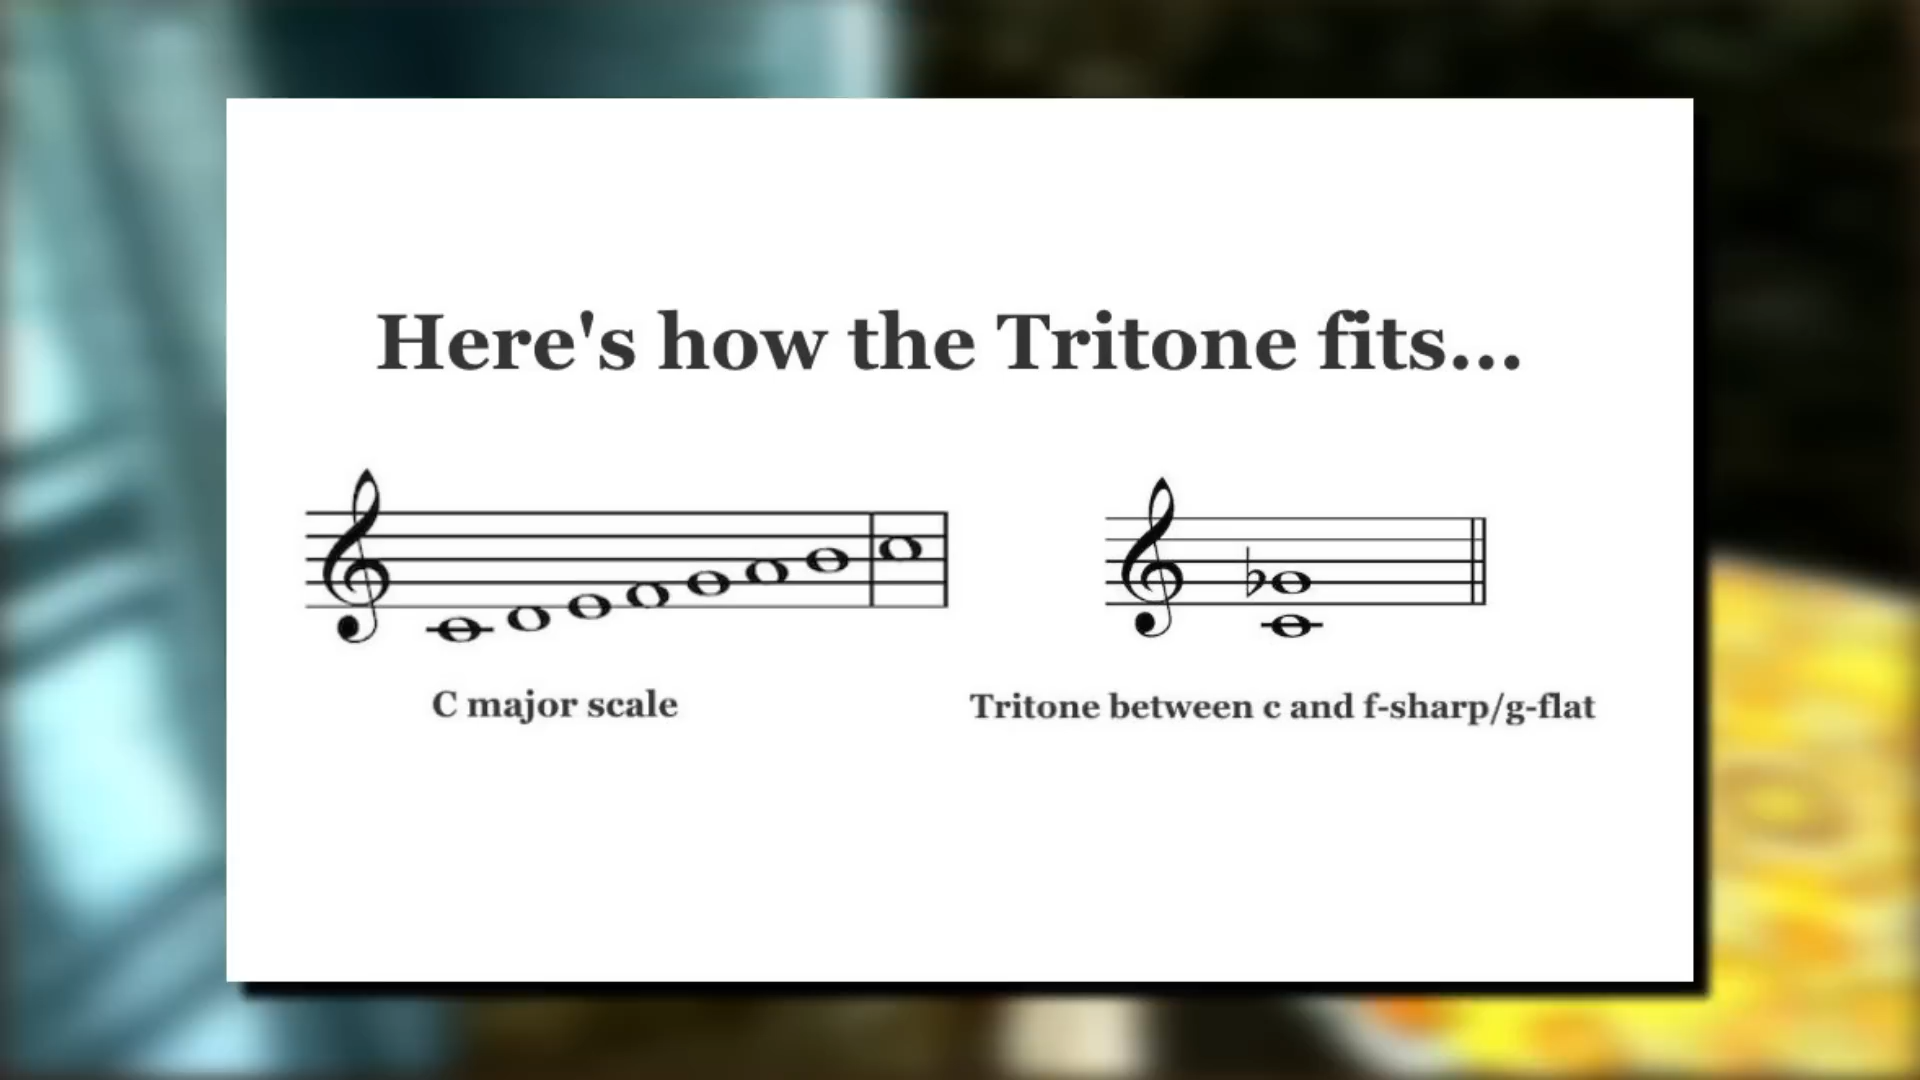 Here's how the Tritone fits...
C major scale
Tritone between c and f-sharp/g-flat